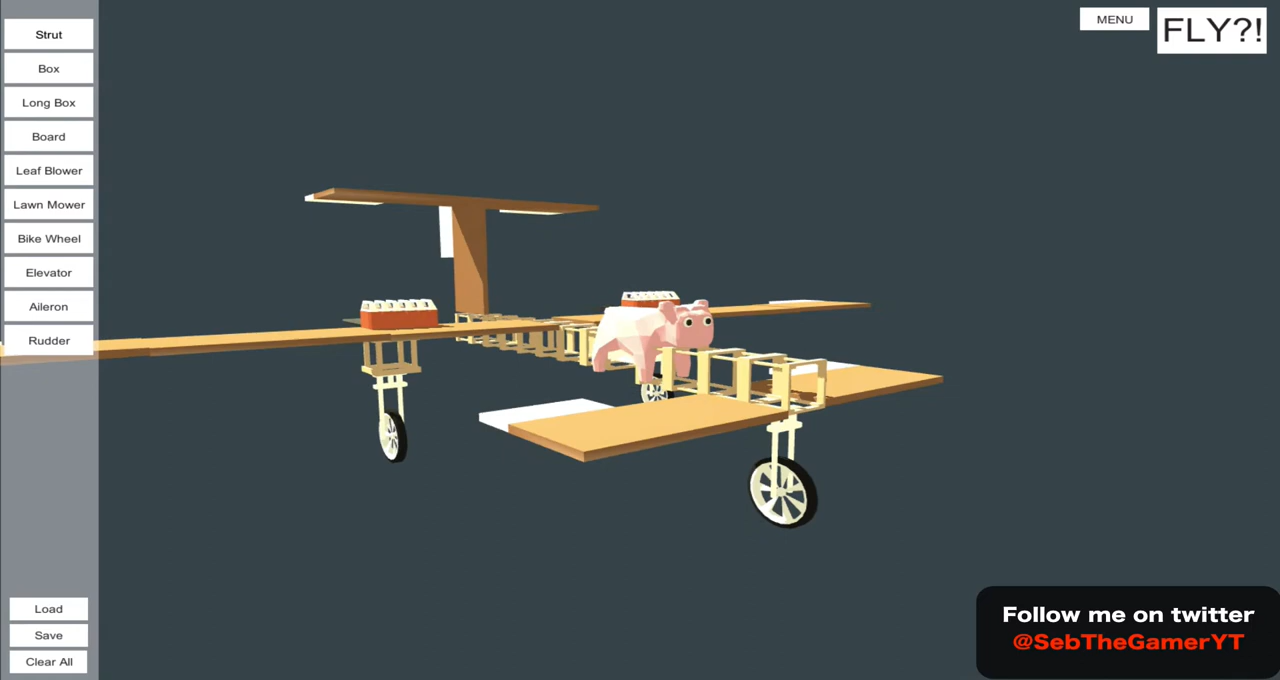 Strut
Box
Long Box
Board
Leaf Blower
Lawn Mower
Bike Wheel
Elevator
Aileron
Rudder
Load
Save
Clear All
MENU
FLY?!
Follow me on twitter
@SebTheGamerYT